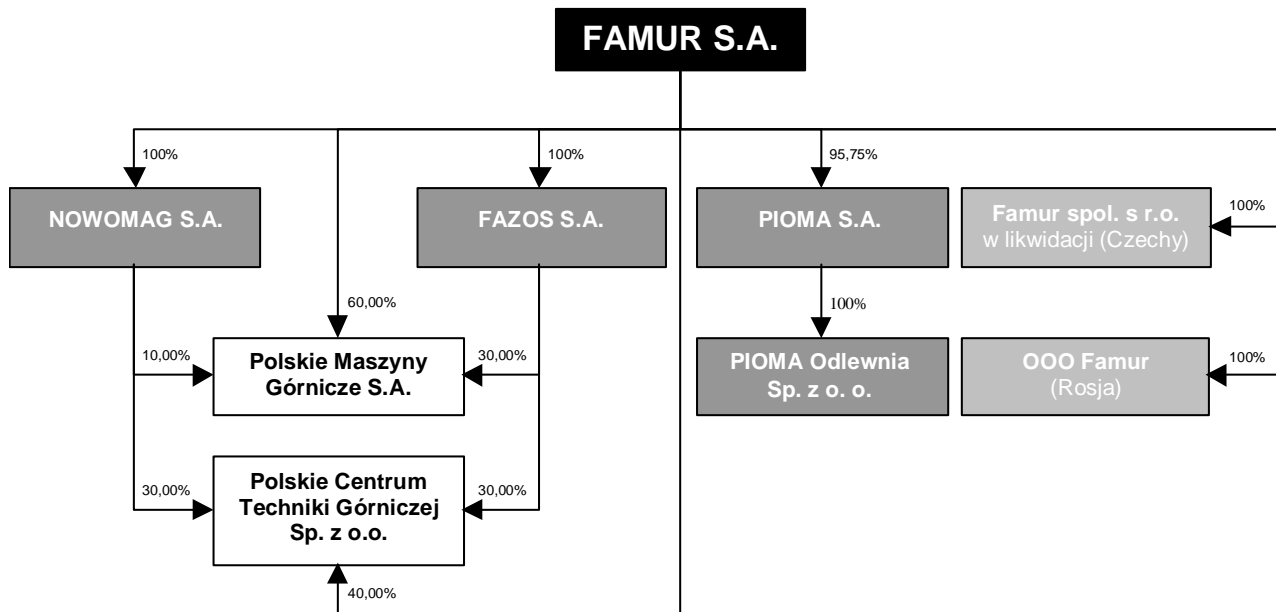 FAMUR S.A.
100%
100%
95,75%
NOWOMAG S.A.
FAZOS S.A.
PIOMA S.A.
Famur spol. s r.o.
w likwidacji (Czechy)
100%
60,00%
100%
10,00%
Polskie Maszyny
Górnicze S.A.
30,00%
PIOMA Odlewnia
Sp. z o. o.
OOO Famur
(Rosja)
100%
30,00%
Polskie Centrum
Techniki Górniczej
Sp. z o.o.
30,00%
40,00%